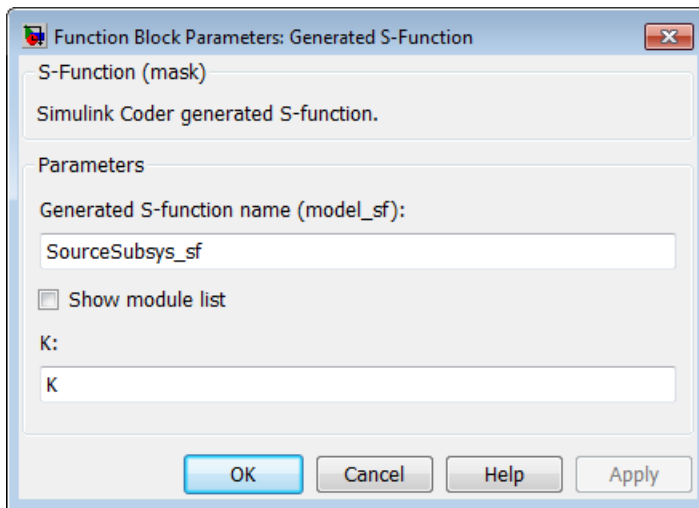 Function Block Parameters: Generated S-Function
S-Function (mask)
Simulink Coder generated S-function.
Parameters
Generated S-function name (model_sf):
SourceSubsys_sf
Show module list
K:
K
OK Cancel Help Apply